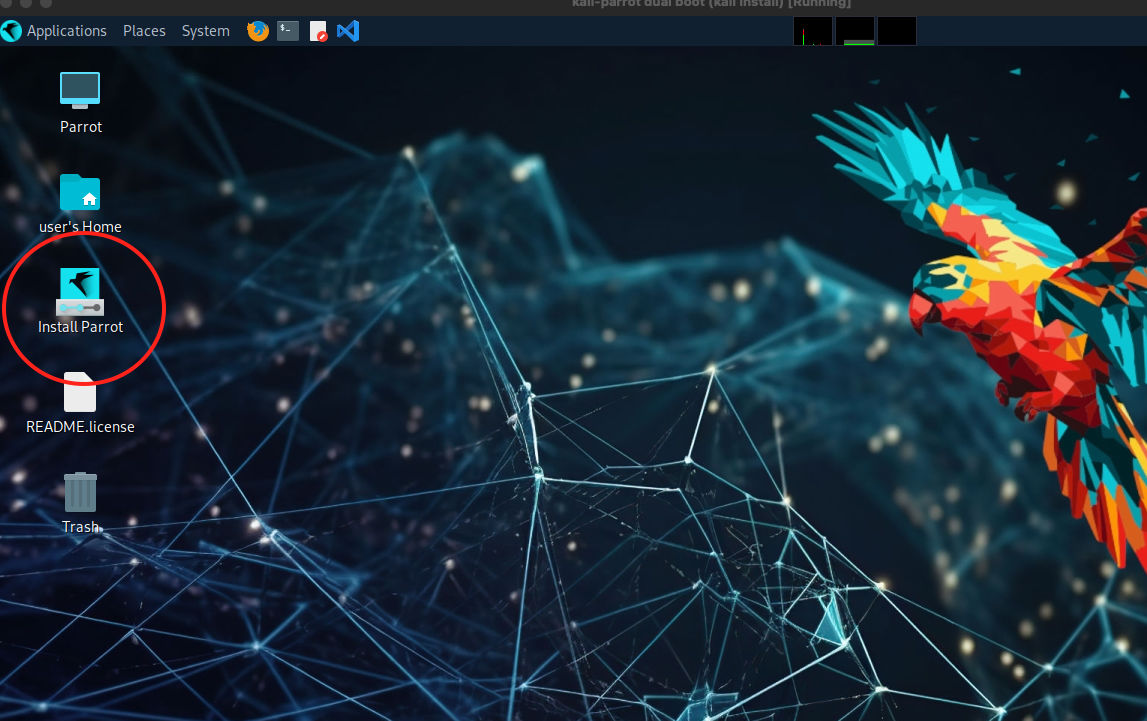 kali-parrot dual boot (kali install) [Running]
Applications Places System
Parrot
user's Home
Install Parrot
README.license
Trash